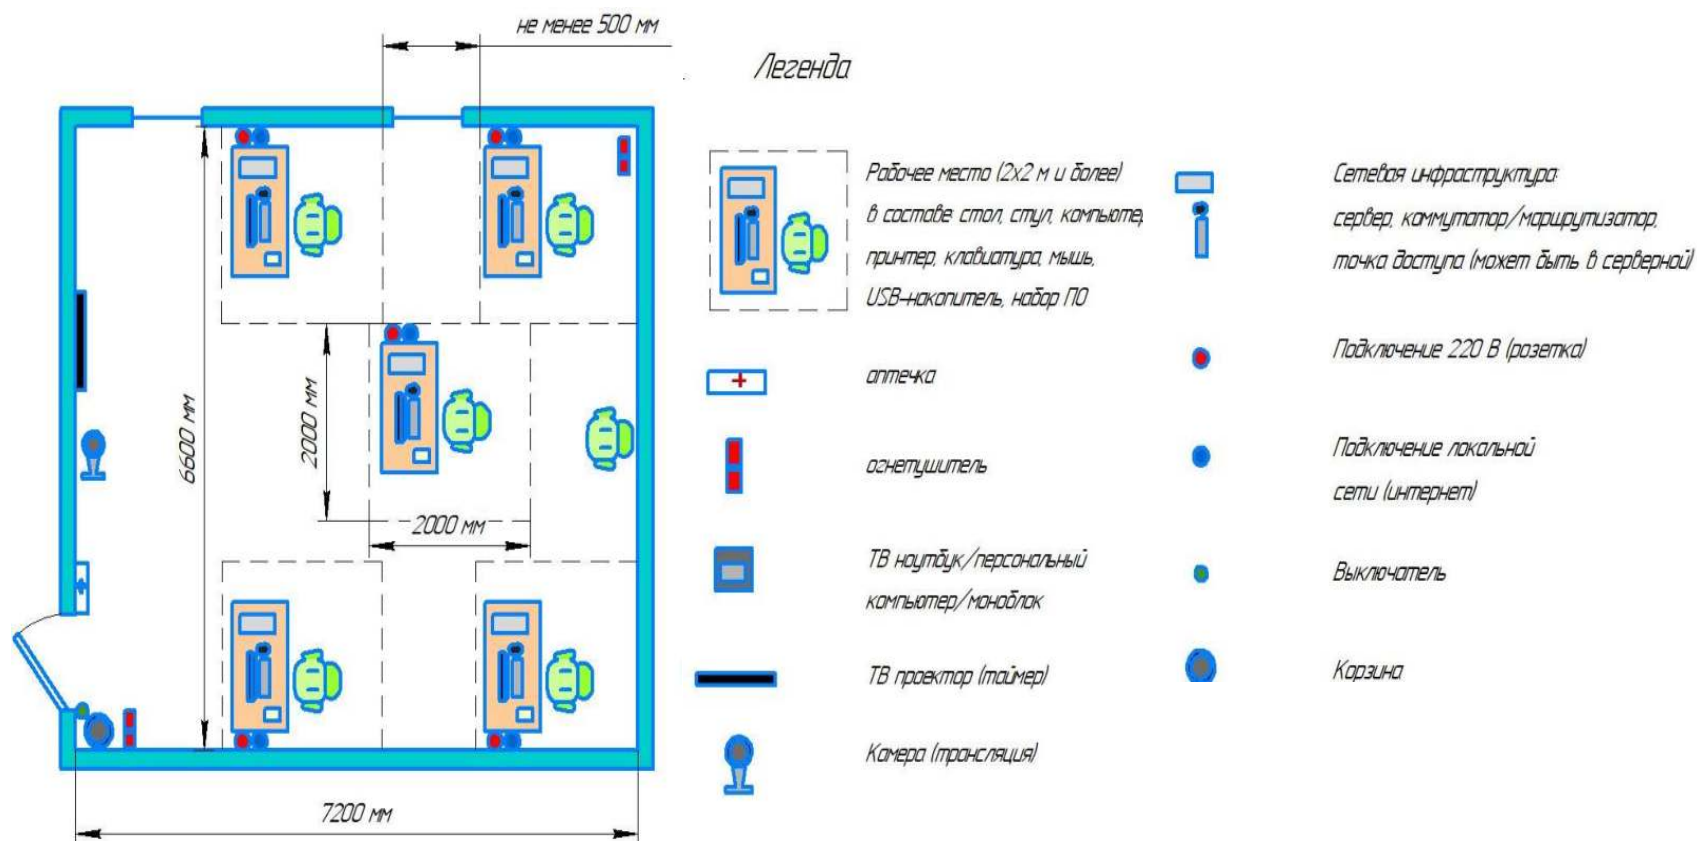 не менее 500 мм
Легенда
6600 мм
2000 мм
2000 мм
7200 мм
Рабочее место (2x2 м и более)
в составе: стол, стул, компьютер,
принтер, клавиатура, мышь,
USB-накопитель, набор ПО
аптечка
огнетушитель
ТВ ноутбук/персональный
компьютер/моноблок
ТВ проектор (таймер)
Камера (трансляция)
Сетевая инфраструктура:
сервер, коммутатор/маршрутизатор,
точка доступа (может быть в серверной)
Подключение 220 В (розетка)
Подключение локальной
сети (интернет)
Выключатель
Корзина